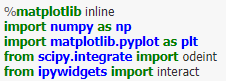 %matplotlib inline
import numpy as np
import matplotlib.pyplot as plt
from scipy.integrate import odeint
from ipywidgets import interact